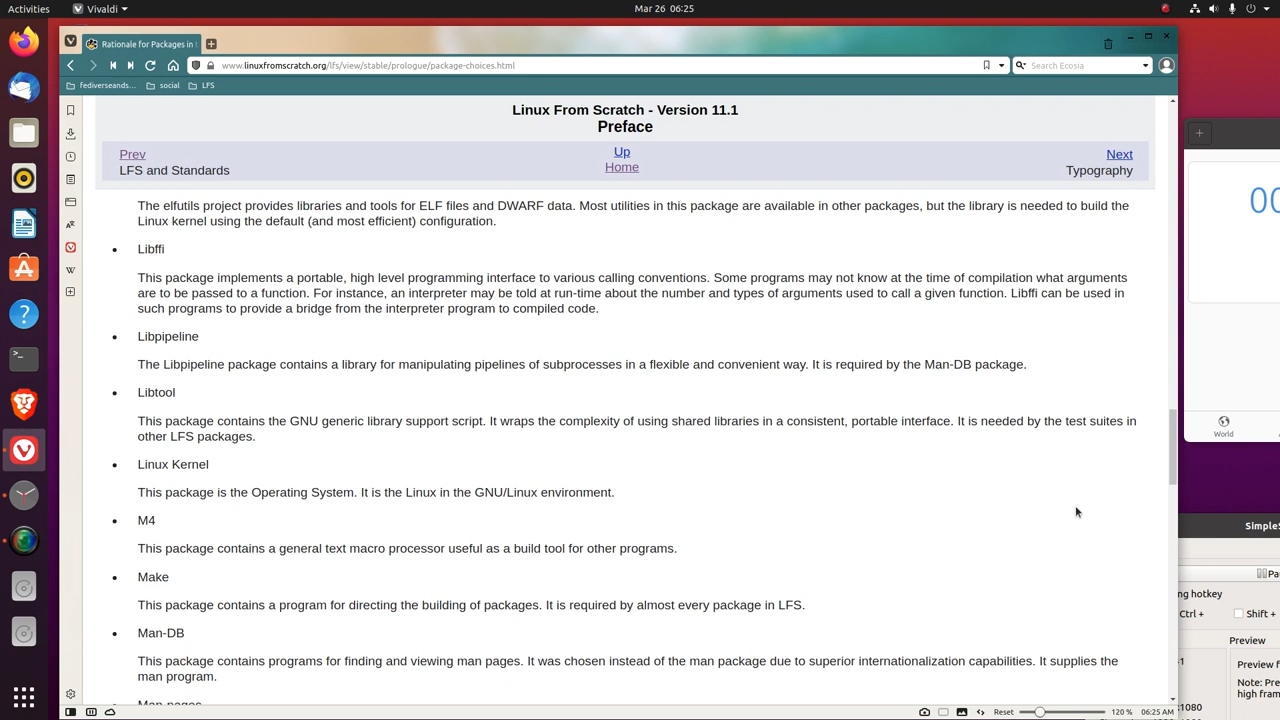 Activities
Vivaldi
Mar 26 06:25
Rationale for Packages in t
www.linuxfromscratch.org/lfs/view/stable/prologue/package-choices.html
Search Ecosia
fediverseands...
social
LFS
Linux From Scratch - Version 11.1
Preface
Prev
Up
Next
LFS and Standards
Home
Typography
The elfutils project provides libraries and tools for ELF files and DWARF data. Most utilities in this package are available in other packages, but the library is needed to build the
Linux kernel using the default (and most efficient) configuration.
Libffi
This package implements a portable, high level programming interface to various calling conventions. Some programs may not know at the time of compilation what arguments
are to be passed to a function. For instance, an interpreter may be told at run-time about the number and types of arguments used to call a given function. Libffi can be used in
such programs to provide a bridge from the interpreter program to compiled code.
Libpipeline
The Libpipeline package contains a library for manipulating pipelines of subprocesses in a flexible and convenient way. It is required by the Man-DB package.
Libtool
This package contains the GNU generic library support script. It wraps the complexity of using shared libraries in a consistent, portable interface. It is needed by the test suites in
other LFS packages.
Linux Kernel
This package is the Operating System. It is the Linux in the GNU/Linux environment.
M4
This package contains a general text macro processor useful as a build tool for other programs.
Make
This package contains a program for directing the building of packages. It is required by almost every package in LFS.
Man-DB
This package contains programs for finding and viewing man pages. It was chosen instead of the man package due to superior internationalization capabilities. It supplies the
man program.
Man-pages
Reset
120 %
06:25 AM
00
World
SimpleS
Pa
ng hotkey
Ctrl +
Shift +
Preview
Preview f
Note: Pre
high fram
1080